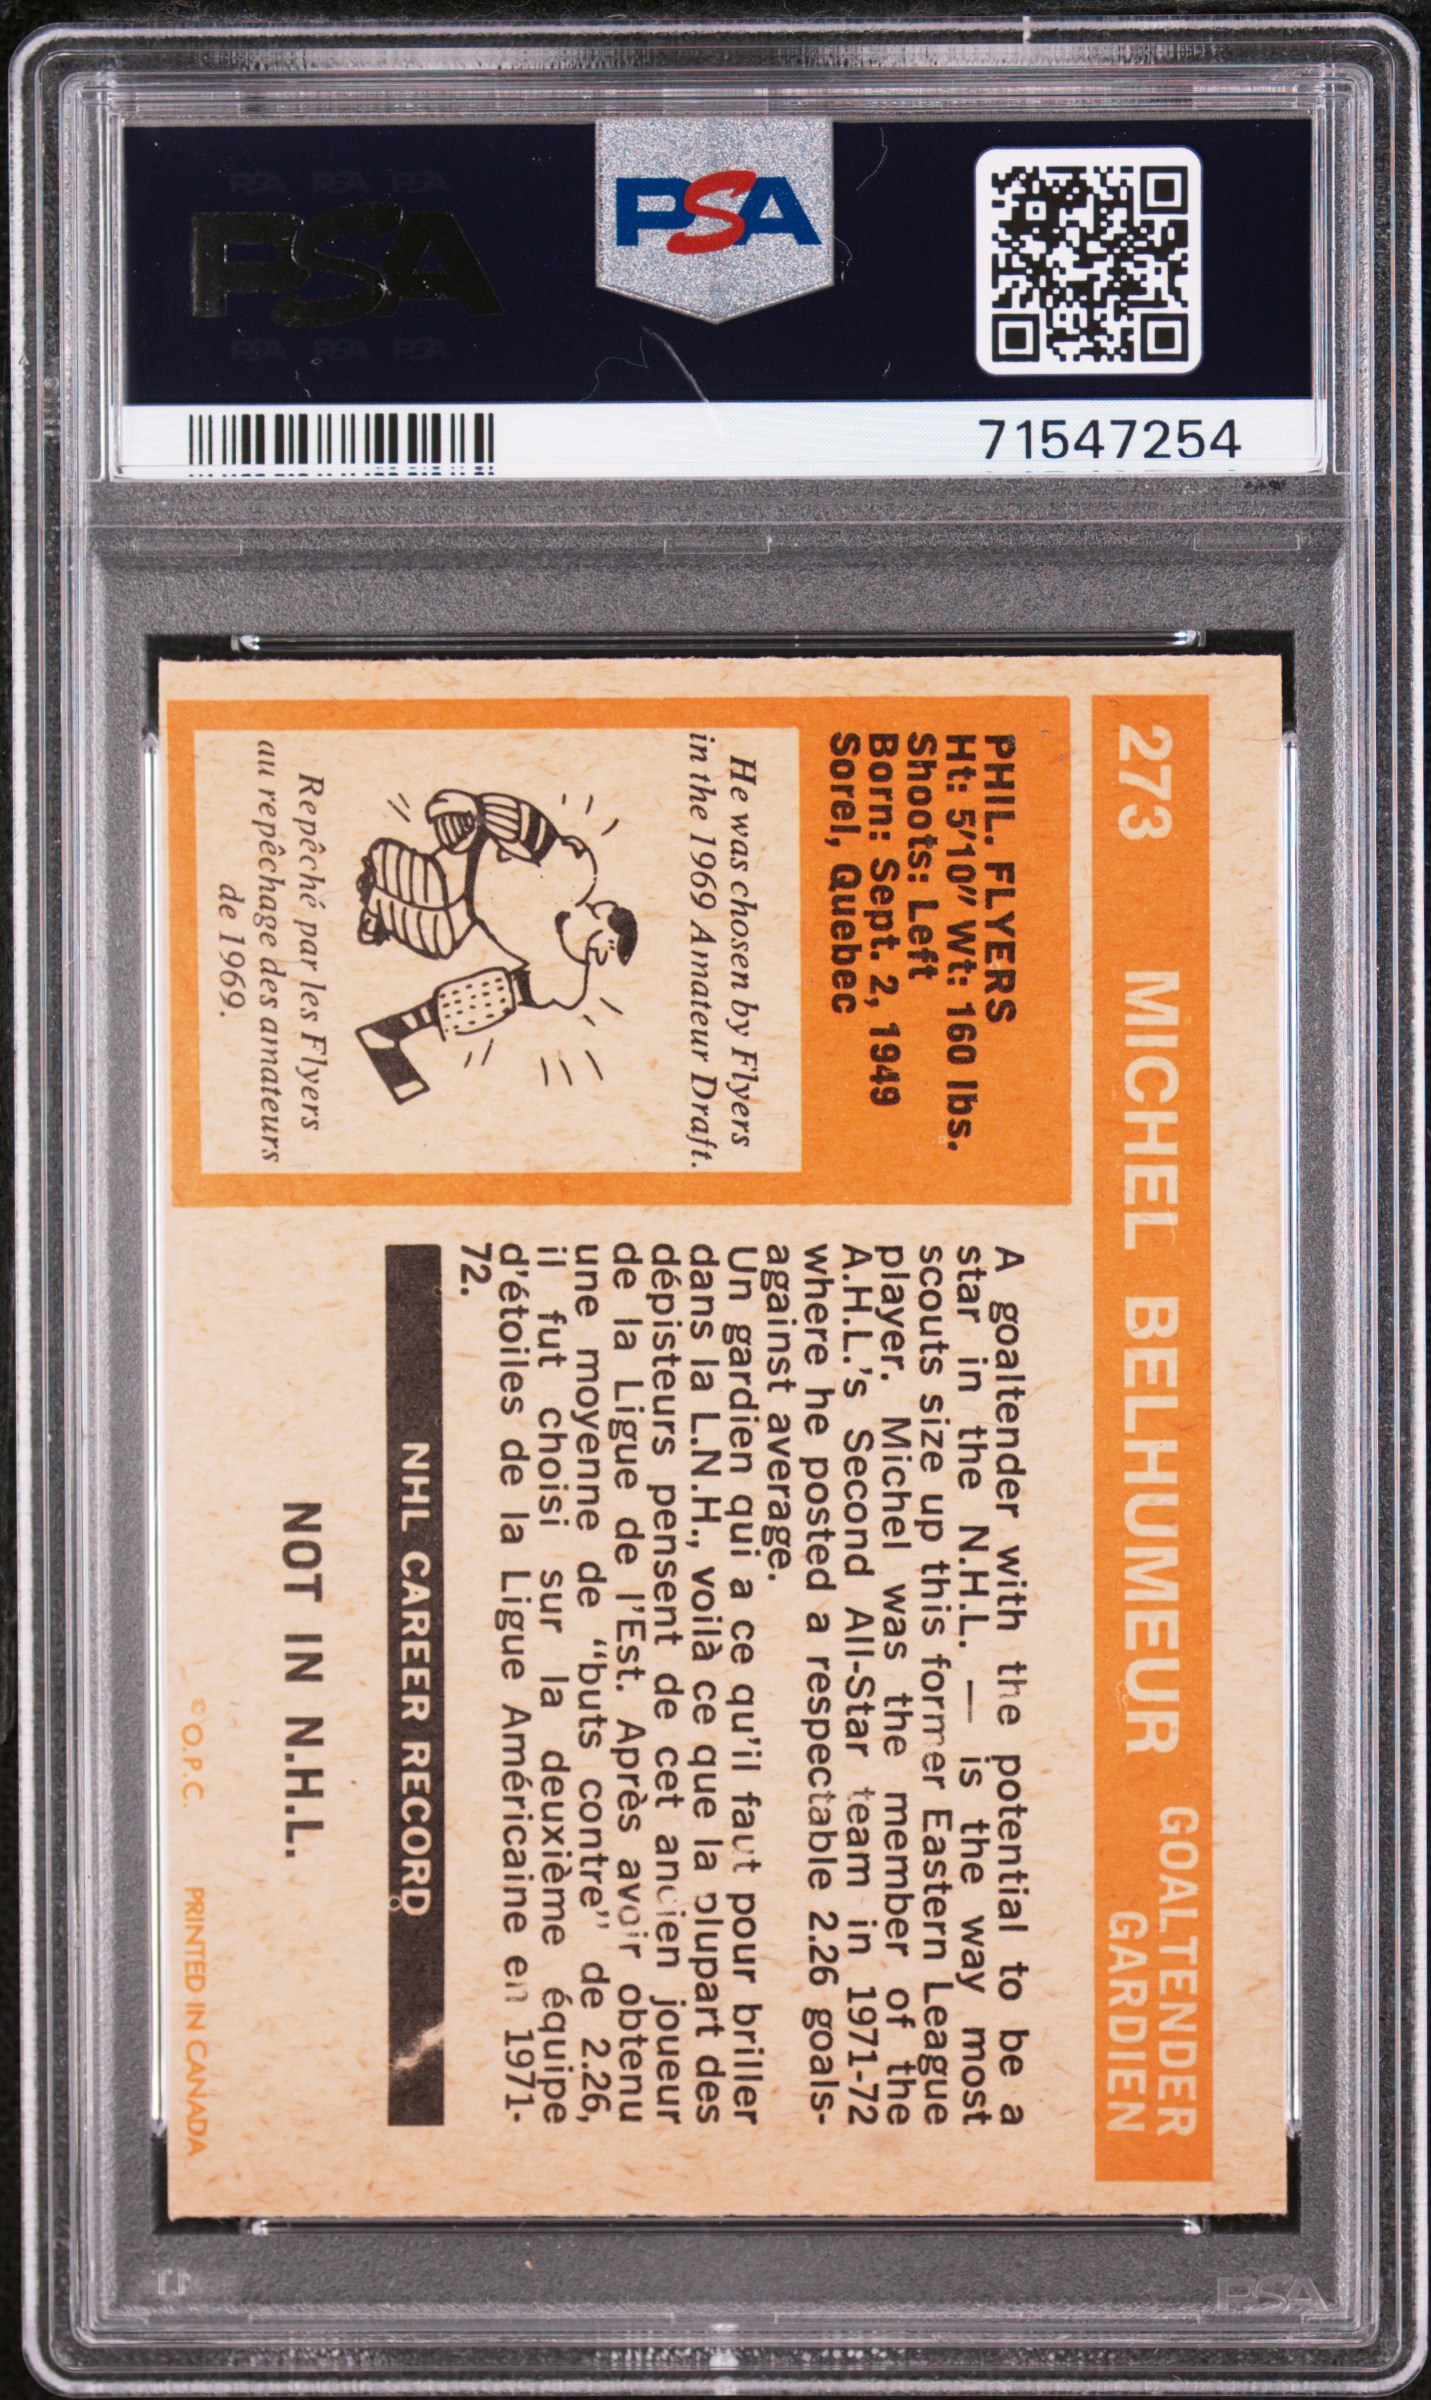 PSA PSA PSA
PSA
PSA PSA PSA
PSA
71547254
273 MICHEL BELHUMEUR GOALTENDER
GARDIEN
PHIL. FLYERS
Ht: 5'10" Wt: 160 lbs.
Shoots: Left
Born: Sept. 2, 1949
Sorel, Quebec
He was chosen by Flyers
in the 1969 Amateur Draft.
Repêché par les Flyers
au repêchage des amateurs
de 1969.
A goaltender with the potential to be a
star in the N.H.L. — is the way most
scouts size up this former Eastern League
player. Michel was the member of the
A.H.L.'s Second All-Star team in 1971-72
where he posted a respectable 2.26 goals-
against average.
Un gardien qui a ce qu'il faut pour briller
dans la L.N.H., voilà ce que la plupart des
dépisteurs pensent de cet ancien joueur
de la Ligue de l'Est. Après avoir obtenu
une moyenne de "buts contre" de 2.26,
il fut choisi sur la deuxième équipe
d'étoiles de la Ligue Américaine en 1971-
72.
NHL CAREER RECORD
NOT IN N.H.L.
© O.P.C. PRINTED IN CANADA
PSA